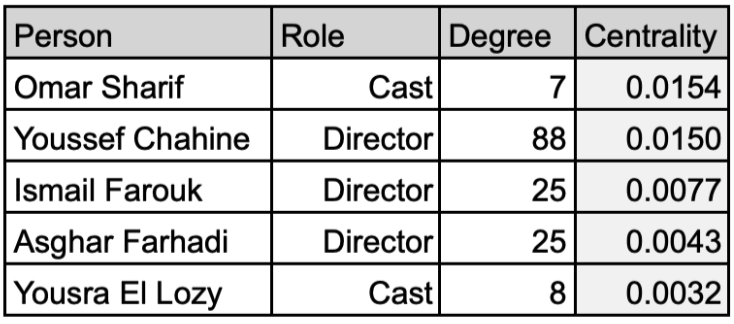 Person Role Degree Centrality
Omar Sharif Cast 7 0.0154
Youssef Chahine Director 88 0.0150
Ismail Farouk Director 25 0.0077
Asghar Farhadi Director 25 0.0043
Yousra El Lozy Cast 8 0.0032